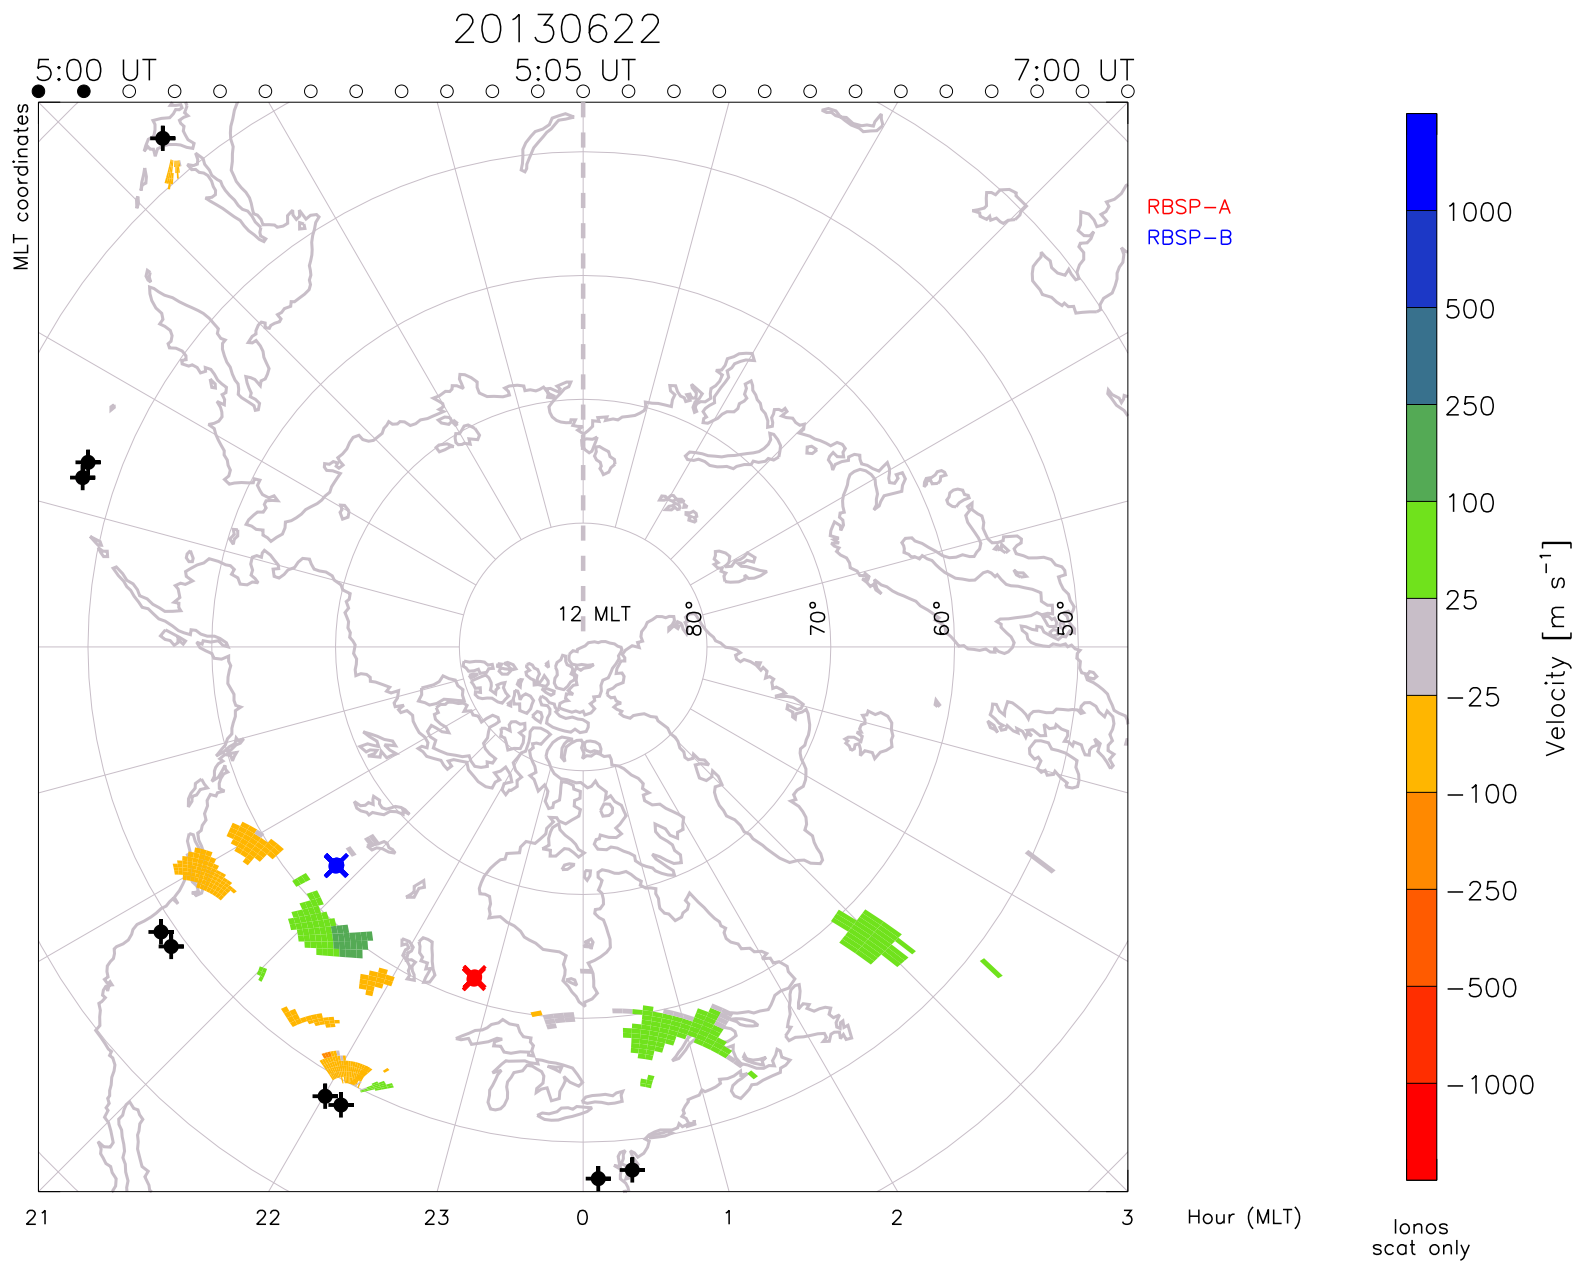 20130622
5:00 UT
5:05 UT
7:00 UT
MLT coordinates
RBSP-A
RBSP-B
12 MLT
80°
70°
60°
50°
21
22
23
0
1
2
3
Hour (MLT)
1000
500
250
100
25
-25
-100
-250
-500
-1000
Velocity [m s⁻¹]
Ionos
scat only